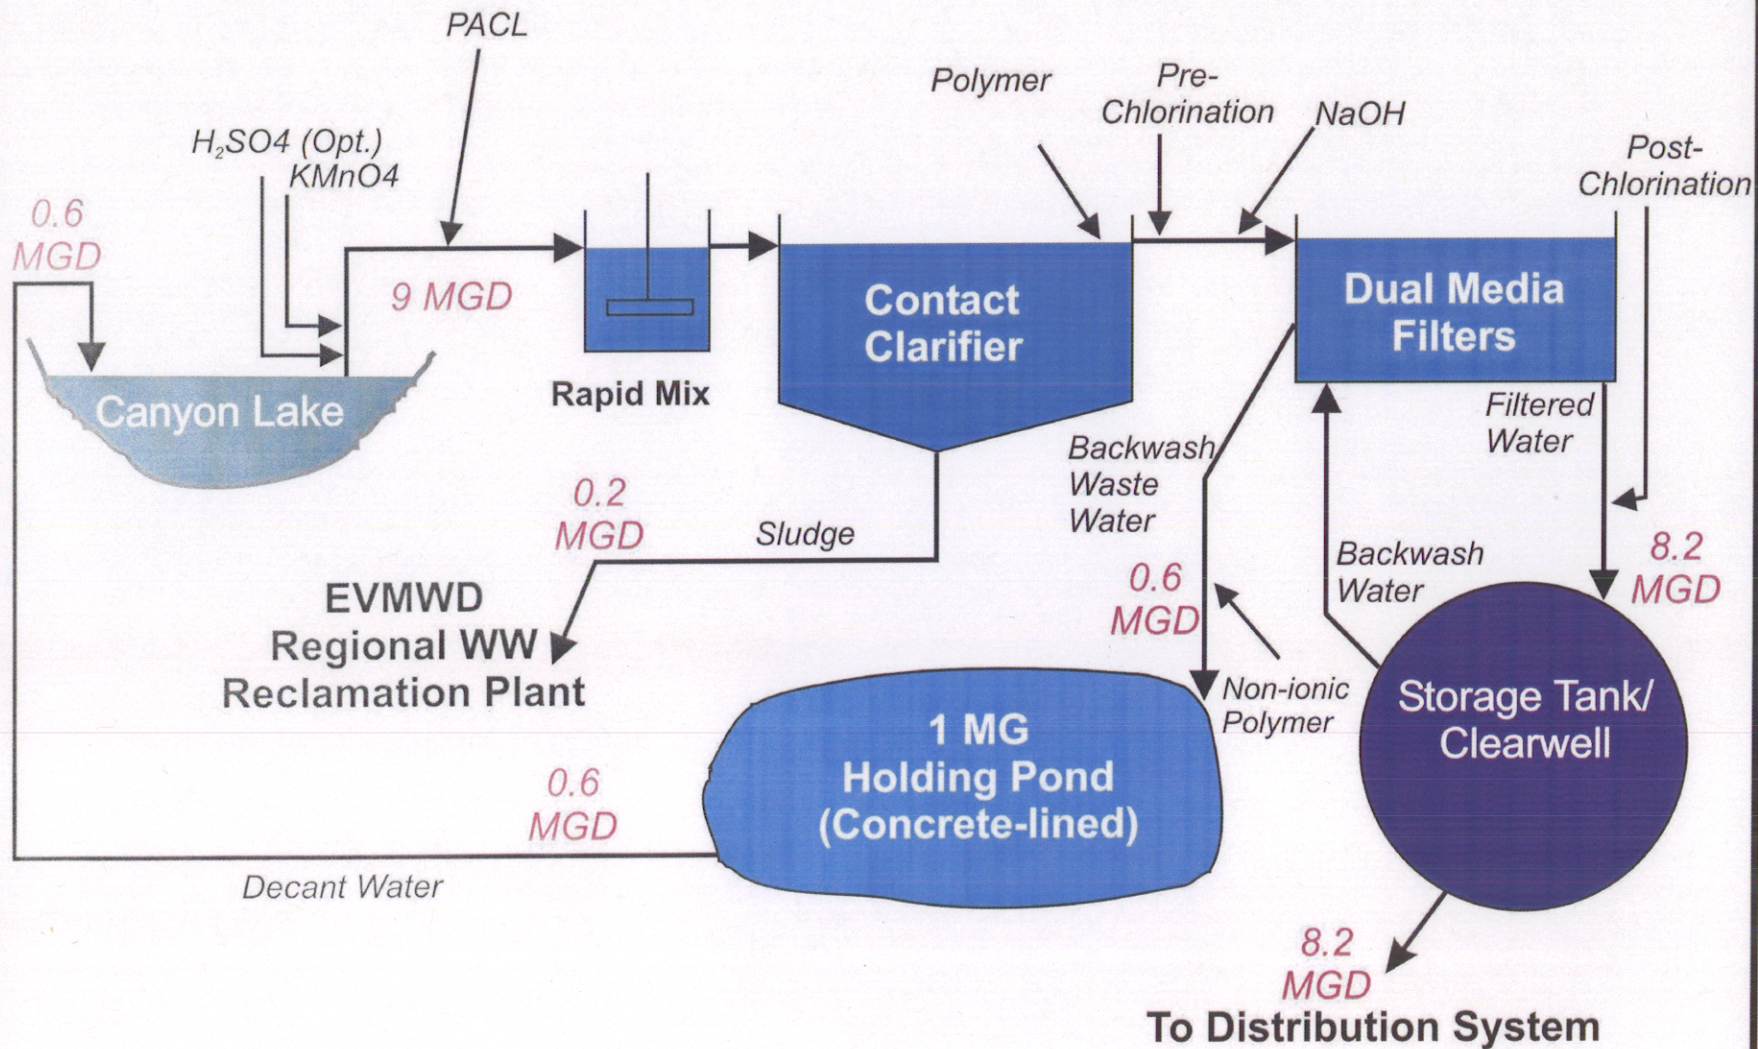 PACL
Polymer
Pre-
Chlorination
NaOH
Post-
Chlorination
H₂SO4 (Opt.)
KMnO4
0.6
MGD
9 MGD
Rapid Mix
Contact
Clarifier
Dual Media
Filters
Canyon Lake
Filtered
Water
Backwash
Waste
Water
0.2
MGD
Sludge
0.6
MGD
Backwash
Water
8.2
MGD
EVMWD
Regional WW
Reclamation Plant
Non-ionic
Polymer
Storage Tank/
Clearwell
1 MG
Holding Pond
(Concrete-lined)
0.6
MGD
Decant Water
8.2
MGD
To Distribution System